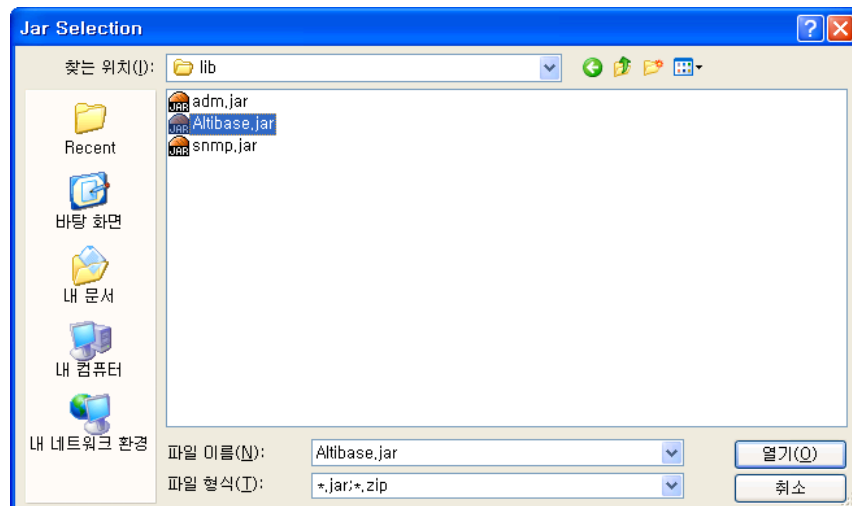 Jar Selection
찾는 위치(I):
lib
adm.jar
Altibase.jar
snmp.jar
Recent
바탕 화면
내 문서
내 컴퓨터
내 네트워크 환경
파일 이름(N):
Altibase.jar
열기(O)
파일 형식(T):
*.jar;*.zip
취소